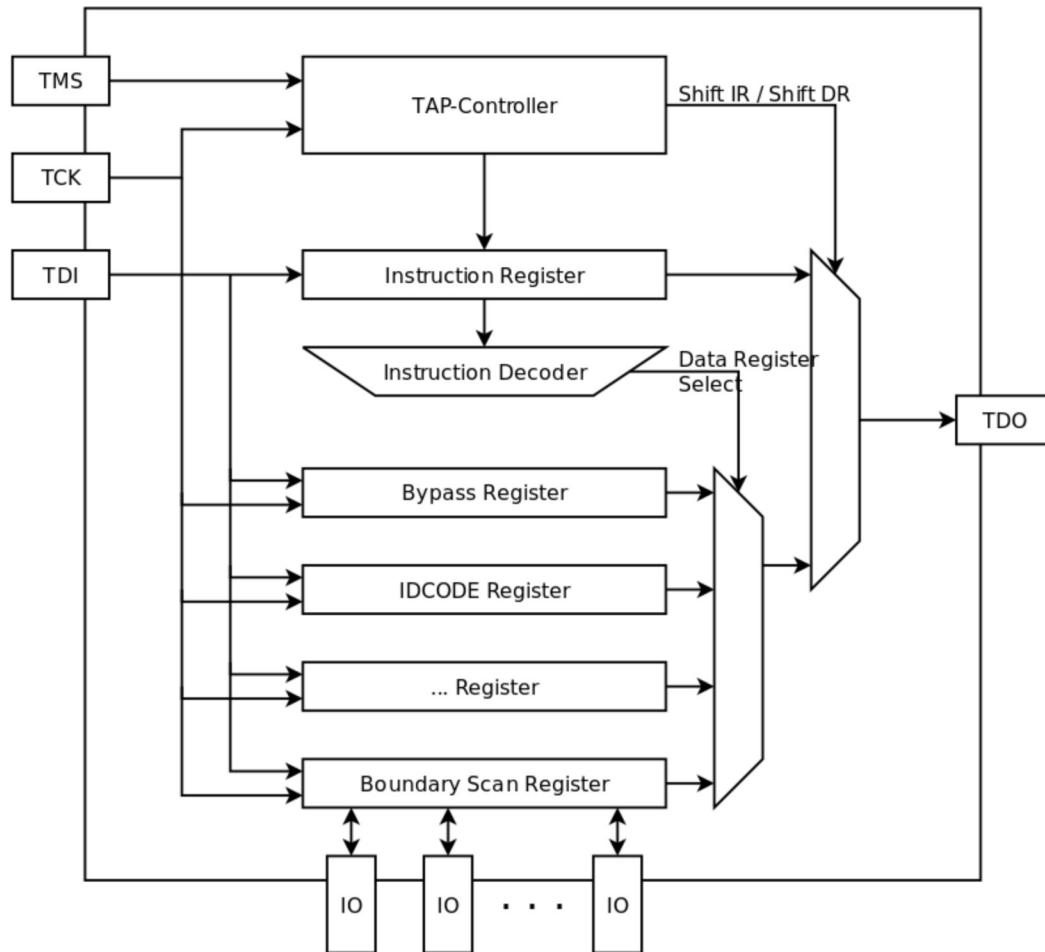 TMS
TAP-Controller
Shift IR / Shift DR
TCK
TDI
Instruction Register
Instruction Decoder
Data Register
Select
TDO
Bypass Register
IDCODE Register
... Register
Boundary Scan Register
IO
IO
. . .
IO